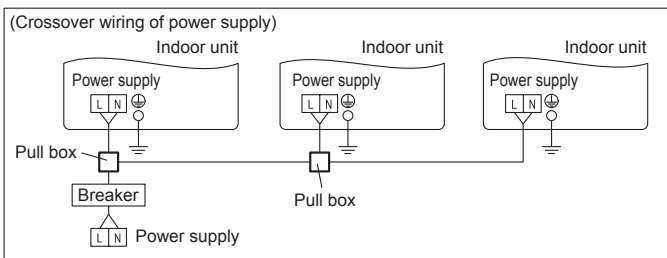 (Crossover wiring of power supply)
Indoor unit
Indoor unit
Indoor unit
Power supply
Power supply
Power supply
L N
L N
L N
Pull box
Pull box
Breaker
L N
Power supply